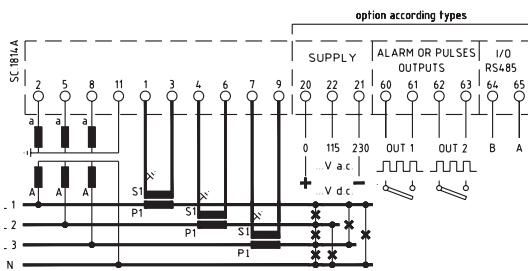 option according types
SC 1814A
SUPPLY
ALARM OR PULSES
OUTPUTS
I/O
RS485
2 5 8 11 1 3 4 6 7 9 20 22 21 60 61 62 63 64 65
a a a
0 115 230
OUT 1 OUT 2 B A
...V a.c.
+ −
...V d.c.
A A A
S1
P1
S1
P1
S1
P1
1
2
3
N